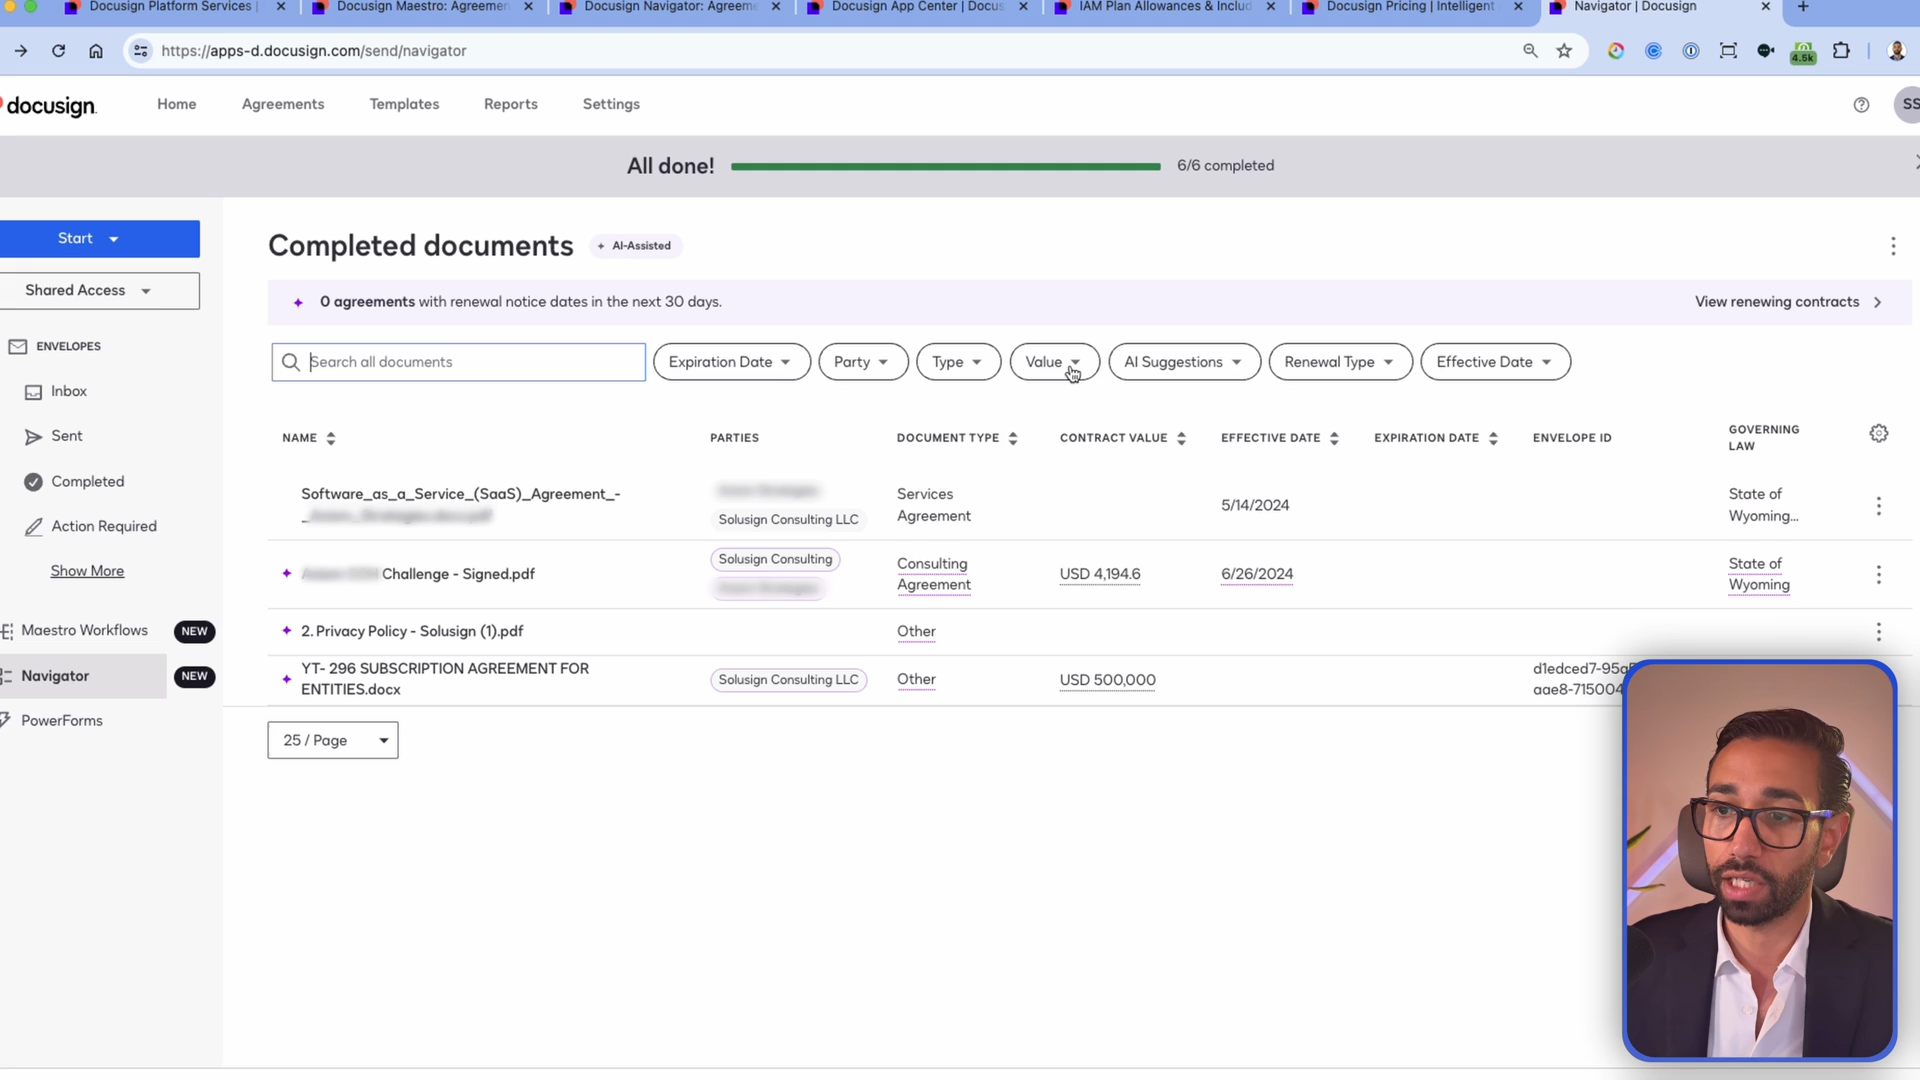 Docusign Platform Services |
Docusign Maestro: Agreemen
Docusign Navigator: Agreeme
Docusign App Center | Docus
IAM Plan Allowances & Includ
Docusign Pricing | Intelligent
Navigator | Docusign
https://apps-d.docusign.com/send/navigator
4.5k
docusign
Home
Agreements
Templates
Reports
Settings
SS
All done!
6/6 completed
Start
Shared Access
ENVELOPES
Inbox
Sent
Completed
Action Required
Show More
Maestro Workflows
NEW
Navigator
NEW
PowerForms
Completed documents
AI-Assisted
0 agreements with renewal notice dates in the next 30 days.
View renewing contracts
Search all documents
Expiration Date
Party
Type
Value
AI Suggestions
Renewal Type
Effective Date
NAME
PARTIES
DOCUMENT TYPE
CONTRACT VALUE
EFFECTIVE DATE
EXPIRATION DATE
ENVELOPE ID
GOVERNING
LAW
Software_as_a_Service_(SaaS)_Agreement_-
Solusign Consulting LLC
Services
Agreement
5/14/2024
State of
Wyoming...
Challenge - Signed.pdf
Solusign Consulting
Consulting
Agreement
USD 4,194.6
6/26/2024
State of
Wyoming
2. Privacy Policy - Solusign (1).pdf
Other
YT- 296 SUBSCRIPTION AGREEMENT FOR
ENTITIES.docx
Solusign Consulting LLC
Other
USD 500,000
d1edced7-95a
aae8-715004
25 / Page